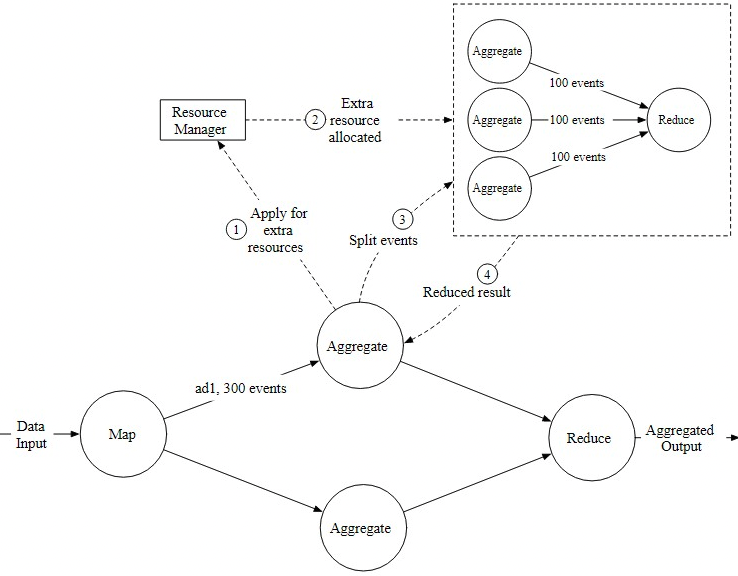 Aggregate
100 events
Resource
Manager
2
Extra
resource
allocated
Aggregate
100 events
Reduce
100 events
Aggregate
1
Apply for
extra
resources
3
Split events
4
Reduced result
Aggregate
ad1, 300 events
Data
Input
Map
Reduce
Aggregated
Output
Aggregate